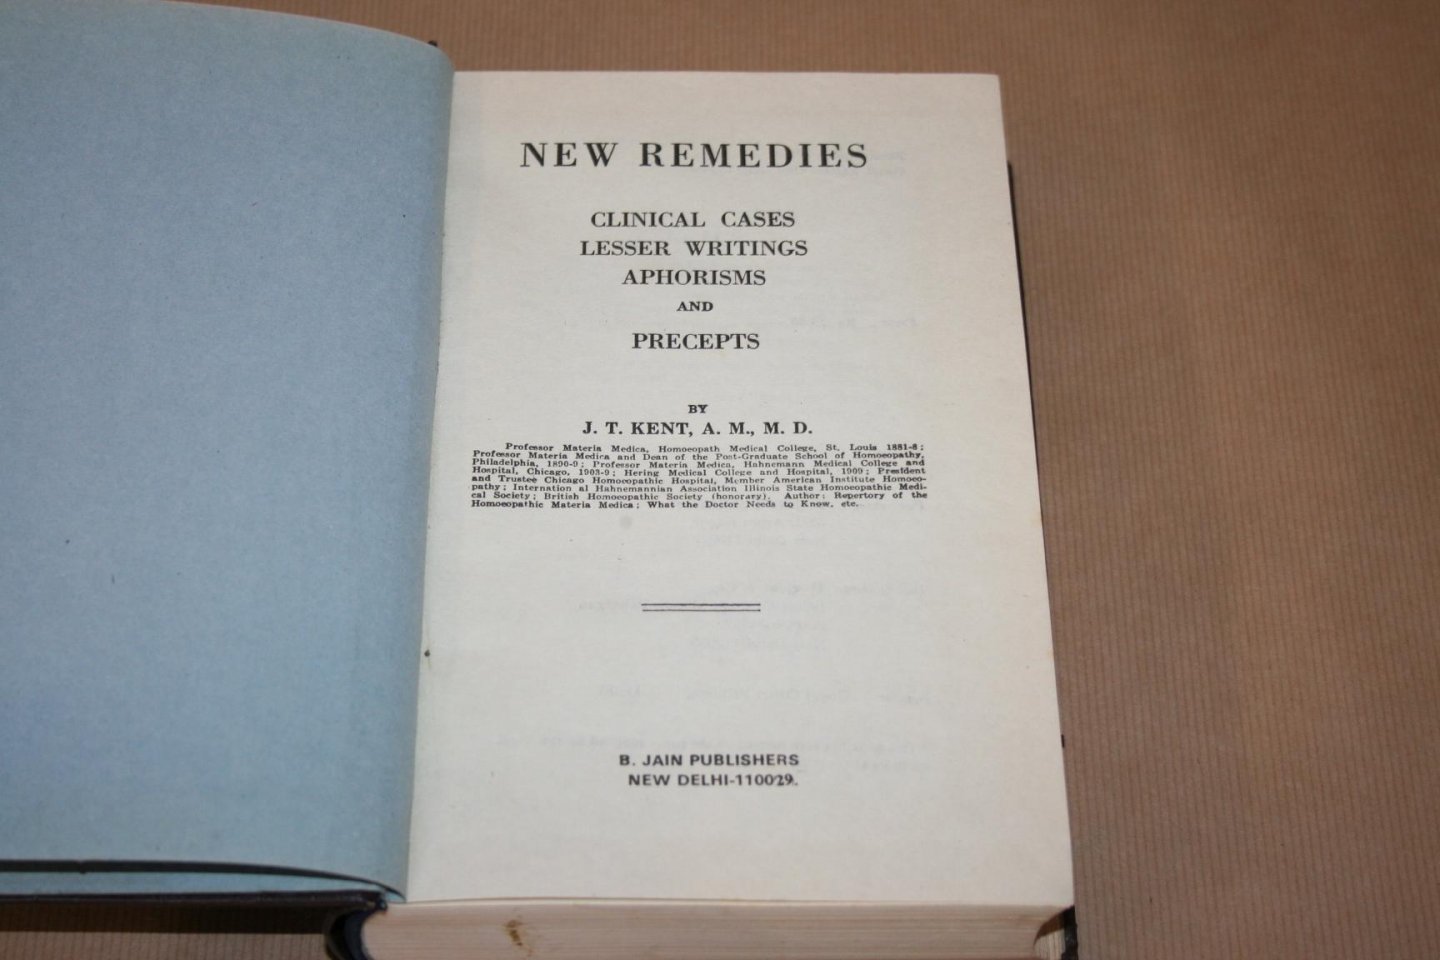 NEW REMEDIES
CLINICAL CASES
LESSER WRITINGS
APHORISMS
AND
PRECEPTS
BY
J. T. KENT, A. M., M. D.
Professor Materia Medica, Homoeopath Medical College, St. Louis 1881-8;
Professor Materia Medica and Dean of the Post-Graduate School of Homoeopathy,
Philadelphia, 1890-9; Professor Materia Medica, Hahnemann Medical College and
Hospital, Chicago, 1903-9; Hering Medical College and Hospital, 1909; President
and Trustee Chicago Homoeopathic Hospital, Member American Institute Homoeo-
pathy; Internation al Hahnemannian Association Illinois State Homoeopathic Medi-
cal Society; British Homoeopathic Society (honorary). Author: Repertory of the
Homoeopathic Materia Medica; What the Doctor Needs to Know, etc.
B. JAIN PUBLISHERS
NEW DELHI-110029.